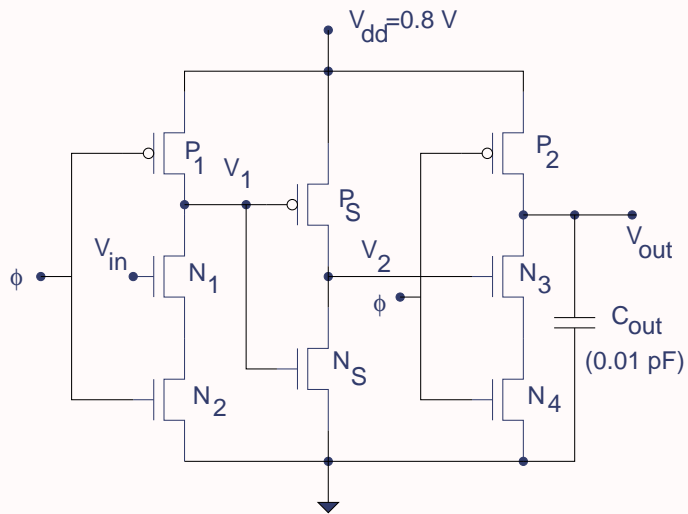 Vdd=0.8 V
P1
P2
V1
PS
Vin
V2
Vout
ϕ
N1
ϕ
N3
Cout
(0.01 pF)
NS
N2
N4